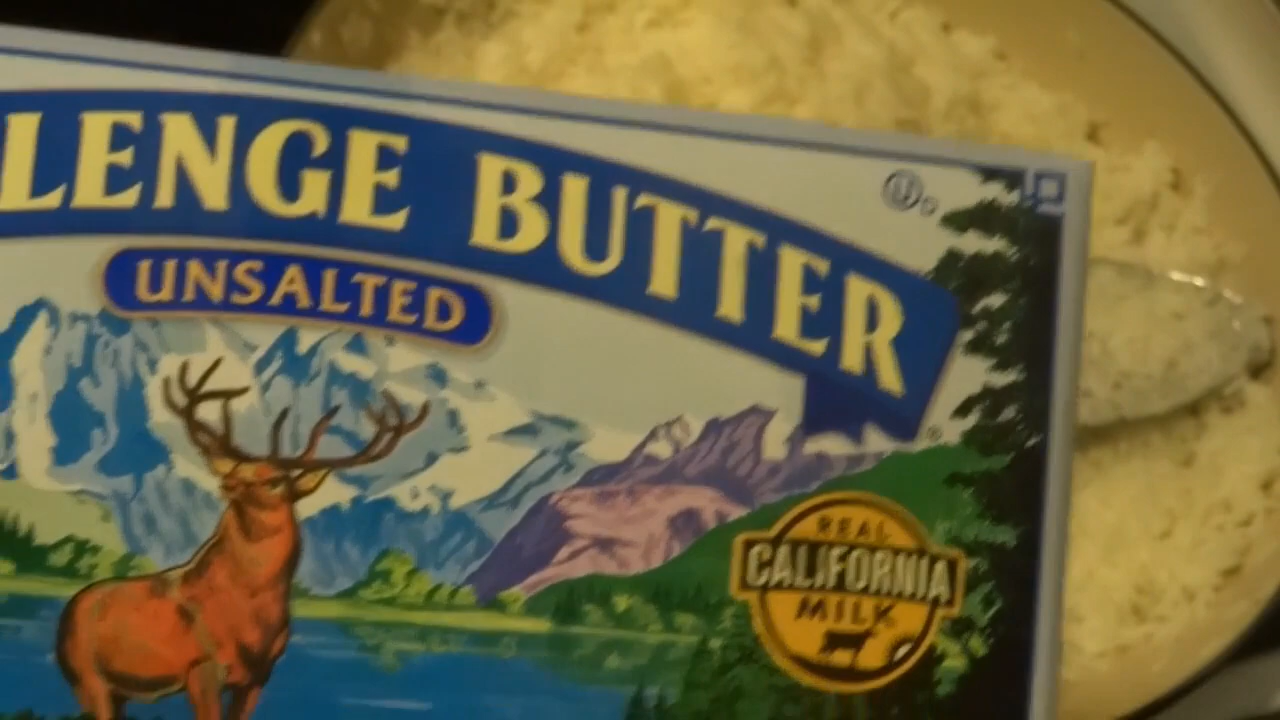 LENGE BUTTER
UNSALTED
U D
REAL
CALIFORNIA
MILK